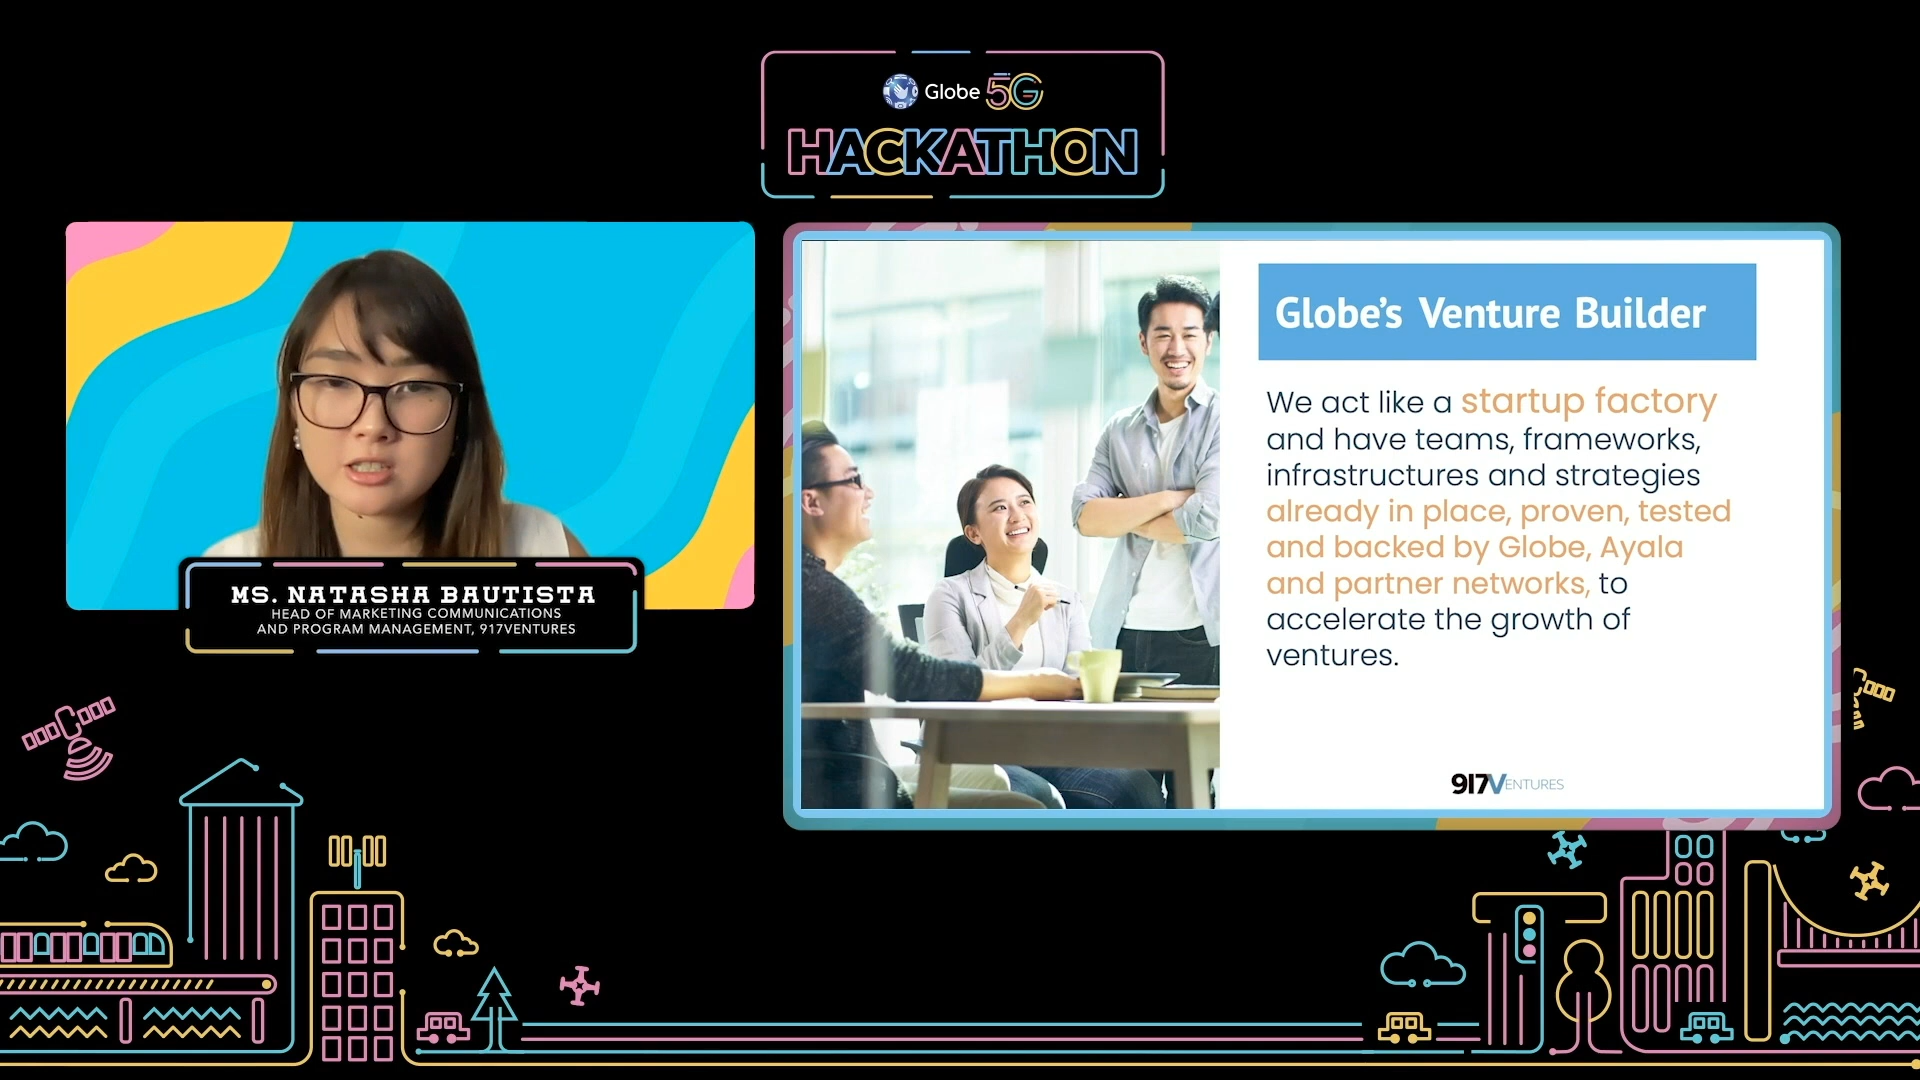 Globe 5G
HACKATHON
MS. NATASHA BAUTISTA
HEAD OF MARKETING COMMUNICATIONS
AND PROGRAM MANAGEMENT, 917VENTURES
Globe's Venture Builder
We act like a startup factory
and have teams, frameworks,
infrastructures and strategies
already in place, proven, tested
and backed by Globe, Ayala
and partner networks, to
accelerate the growth of
ventures.
917VENTURES